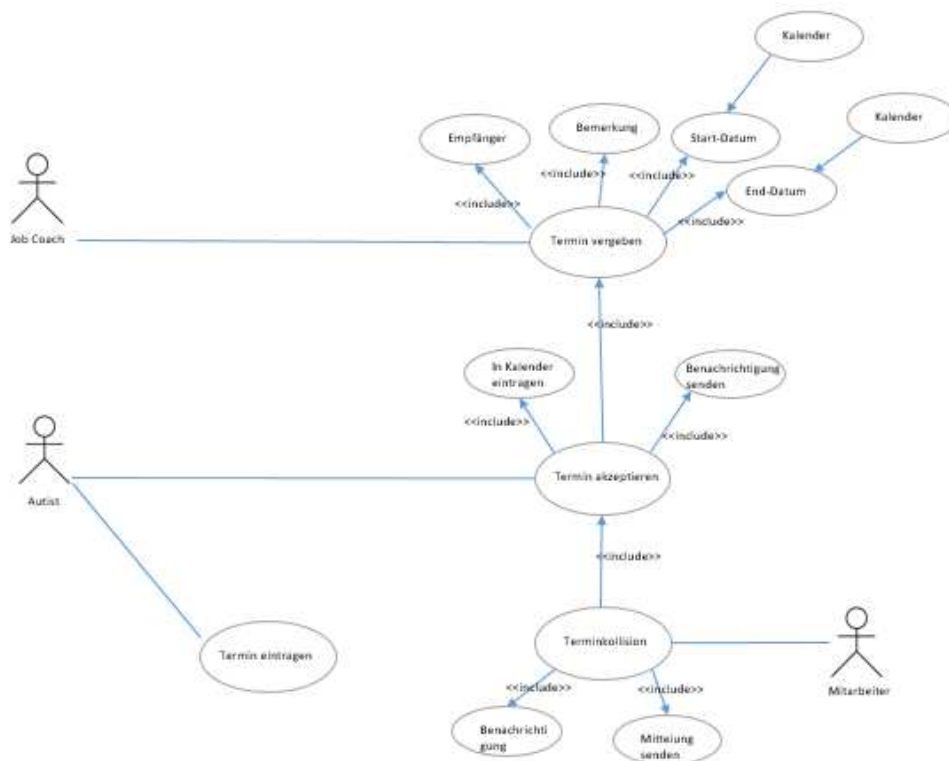 Kalender
Kalender
Empfänger
Bemerkung
Start-Datum
<<include>>
<<include>>
<<include>>
End-Datum
<<include>>
Job Coach
Termin vergeben
<<include>>
In Kalender
eintragen
Benachrichtigung
senden
<<include>>
<<include>>
Autist
Termin akzeptieren
<<include>>
Termin eintragen
Terminkollision
Mitarbeiter
<<include>>
<<include>>
Benachrichti
gung
Mitteiung
senden